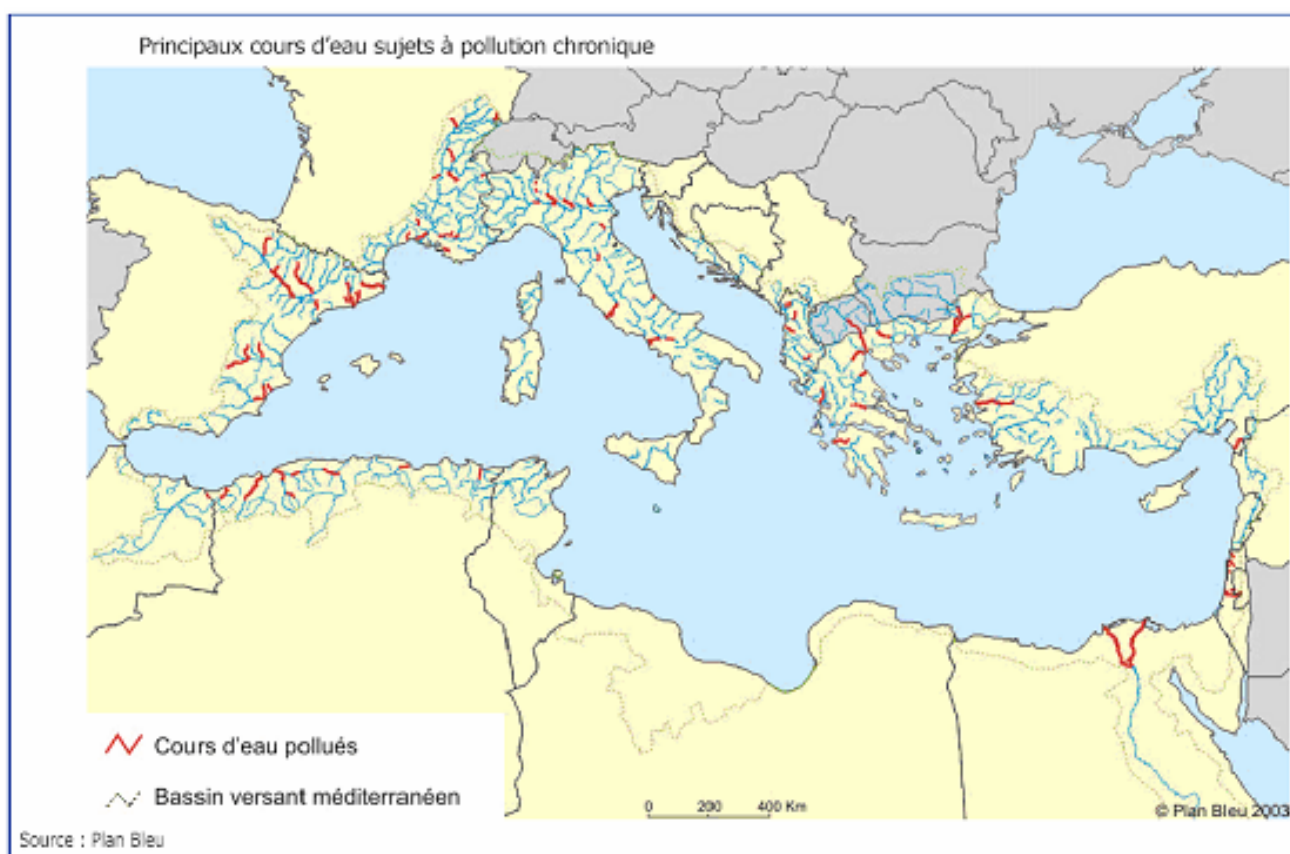 Principaux cours d'eau sujets à pollution chronique
Cours d'eau pollués
Bassin versant méditerranéen
0 200 400 Km
© Plan Bleu 2003
Source : Plan Bleu